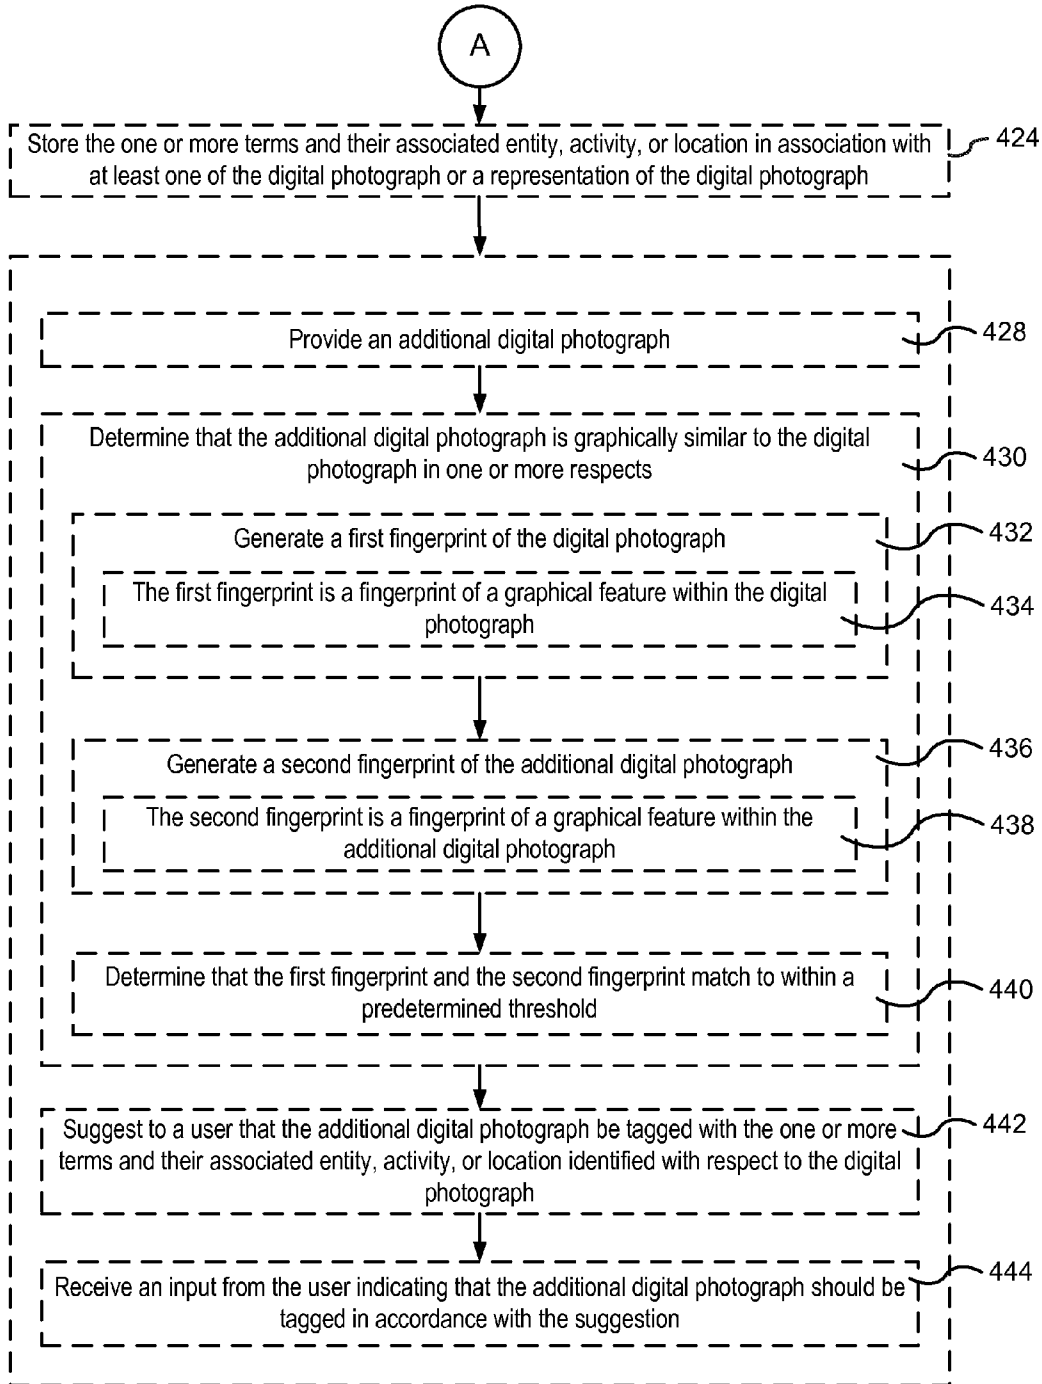 A
Store the one or more terms and their associated entity, activity, or location in association with
at least one of the digital photograph or a representation of the digital photograph
424
Provide an additional digital photograph
428
Determine that the additional digital photograph is graphically similar to the digital
photograph in one or more respects
430
Generate a first fingerprint of the digital photograph
432
The first fingerprint is a fingerprint of a graphical feature within the digital
photograph
434
Generate a second fingerprint of the additional digital photograph
436
The second fingerprint is a fingerprint of a graphical feature within the
additional digital photograph
438
Determine that the first fingerprint and the second fingerprint match to within a
predetermined threshold
440
Suggest to a user that the additional digital photograph be tagged with the one or more
terms and their associated entity, activity, or location identified with respect to the digital
photograph
442
Receive an input from the user indicating that the additional digital photograph should be
tagged in accordance with the suggestion
444